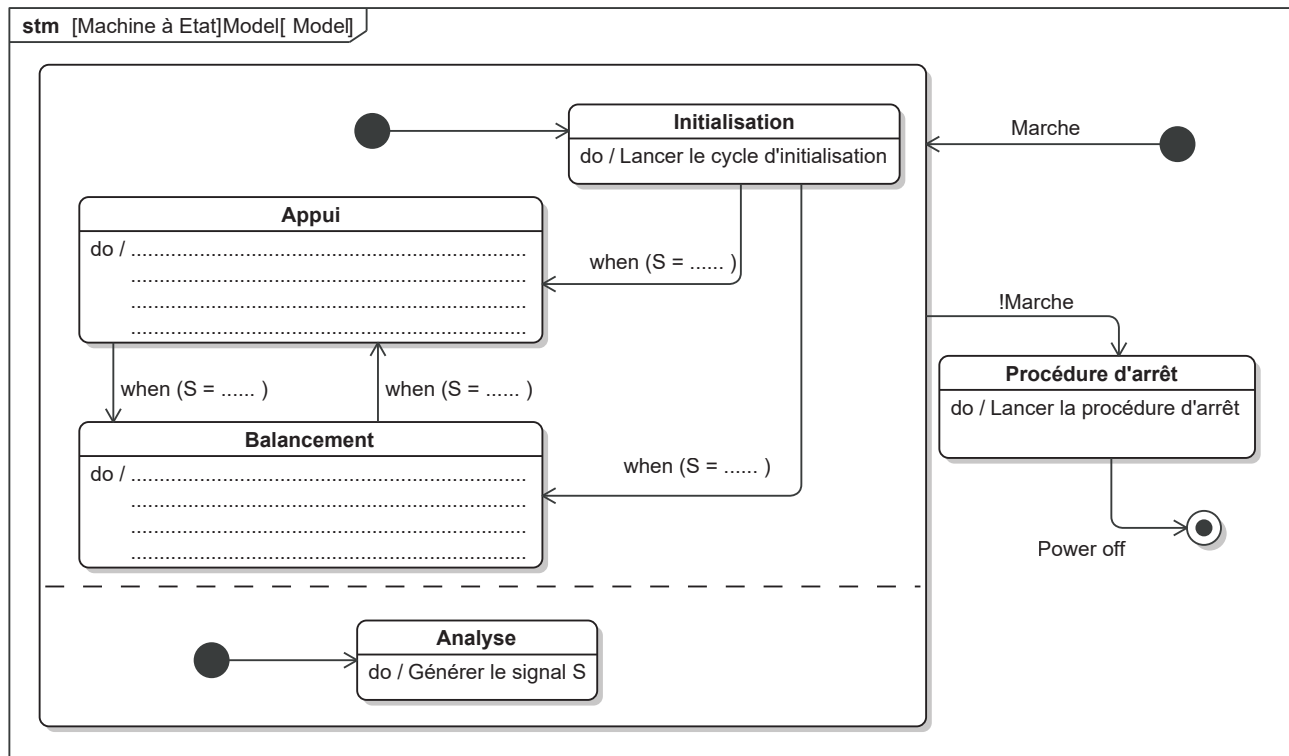 stm [Machine à Etat]Model[ Model]
Marche
Initialisation
do / Lancer le cycle d'initialisation
Appui
do / ......................................................................
......................................................................
......................................................................
......................................................................
when (S = ...... )
!Marche
Procédure d'arrêt
do / Lancer la procédure d'arrêt
when (S = ...... )
when (S = ...... )
Balancement
do / ......................................................................
......................................................................
......................................................................
......................................................................
when (S = ...... )
Power off
Analyse
do / Générer le signal S